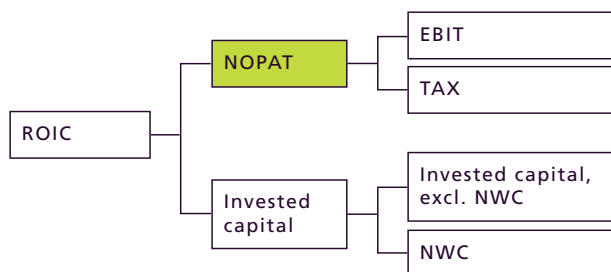 ROIC
NOPAT
EBIT
TAX
Invested
capital
Invested capital,
excl. NWC
NWC